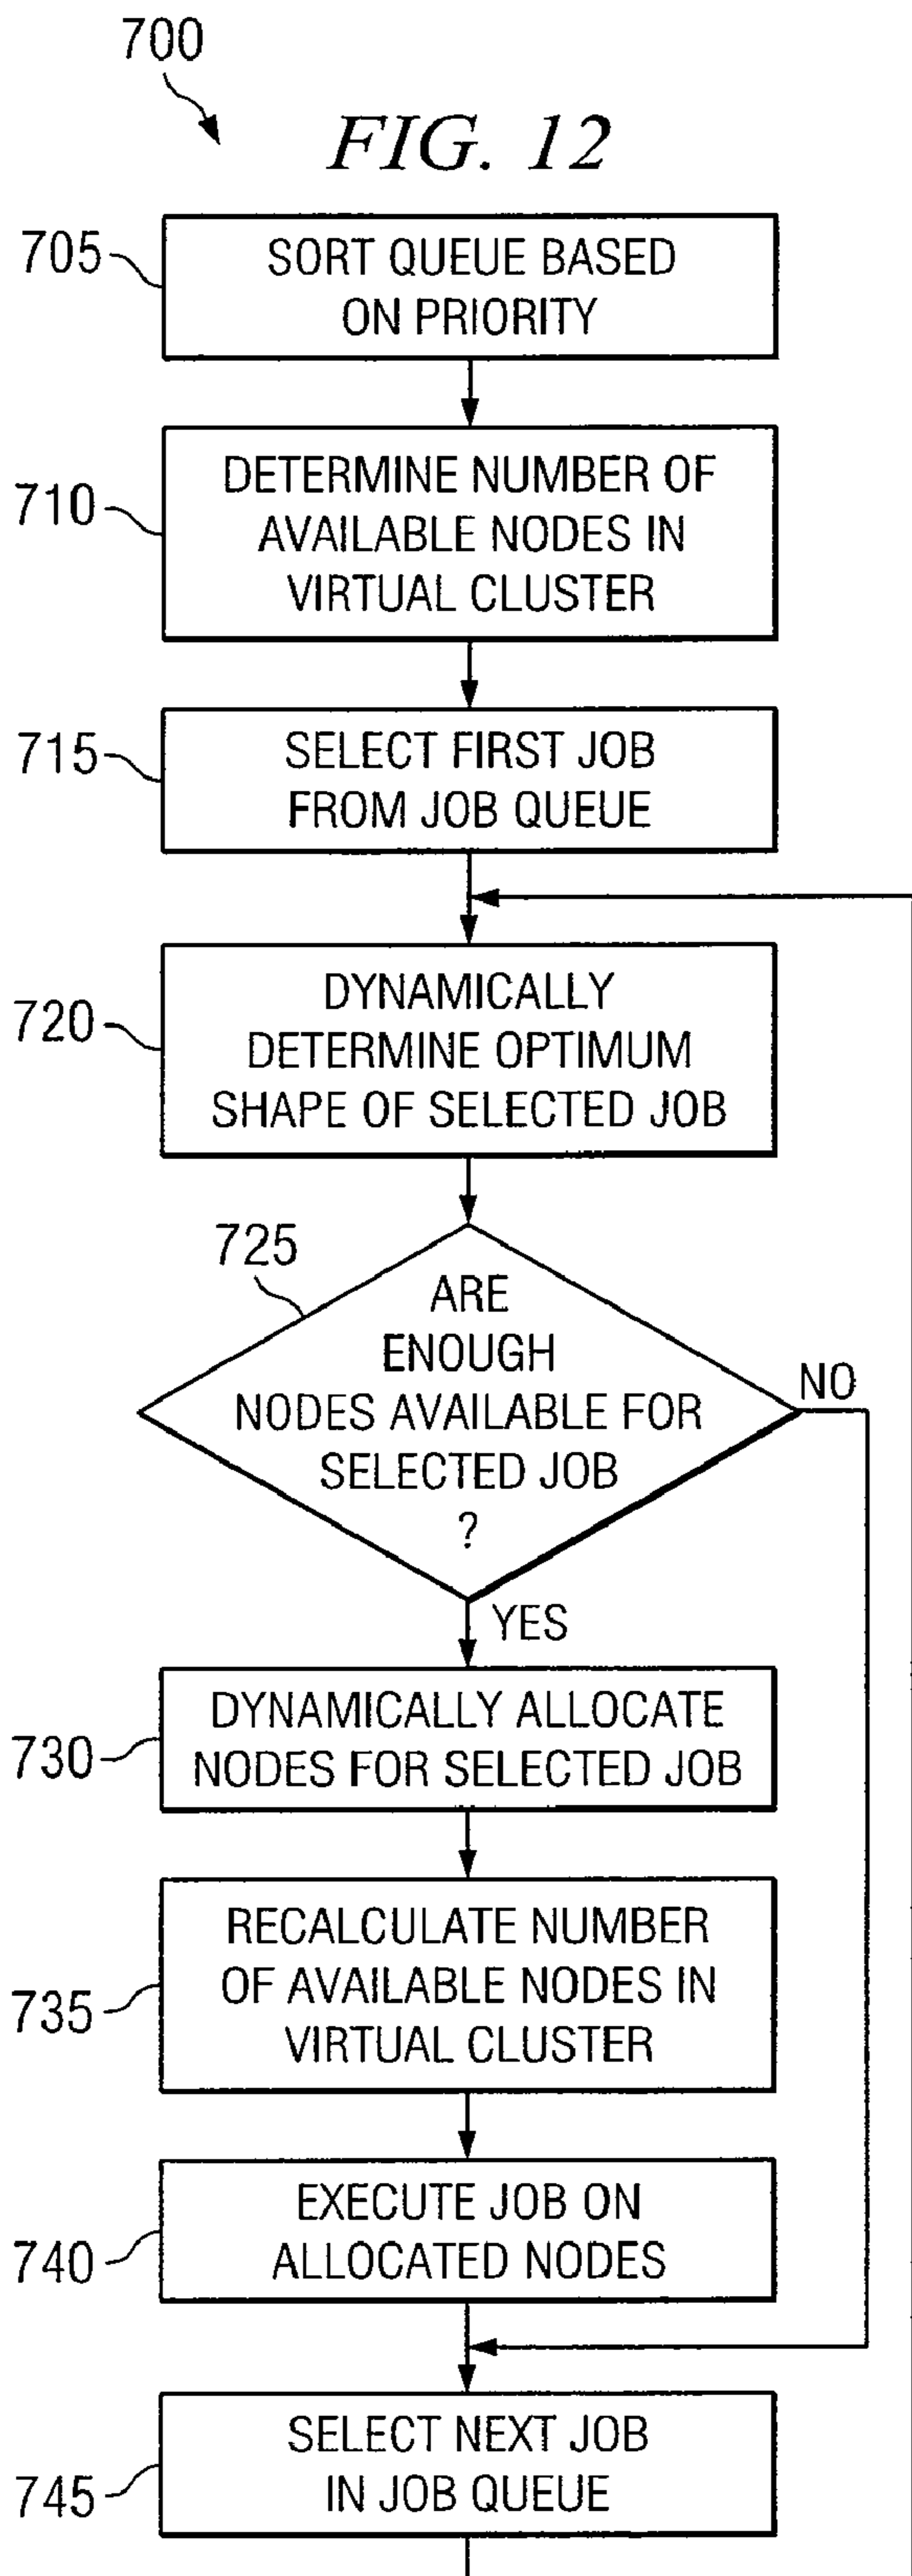 700
FIG. 12
705
SORT QUEUE BASED
ON PRIORITY
710
DETERMINE NUMBER OF
AVAILABLE NODES IN
VIRTUAL CLUSTER
715
SELECT FIRST JOB
FROM JOB QUEUE
720
DYNAMICALLY
DETERMINE OPTIMUM
SHAPE OF SELECTED JOB
725
ARE
ENOUGH
NODES AVAILABLE FOR
SELECTED JOB
?
NO
YES
730
DYNAMICALLY ALLOCATE
NODES FOR SELECTED JOB
735
RECALCULATE NUMBER
OF AVAILABLE NODES IN
VIRTUAL CLUSTER
740
EXECUTE JOB ON
ALLOCATED NODES
745
SELECT NEXT JOB
IN JOB QUEUE